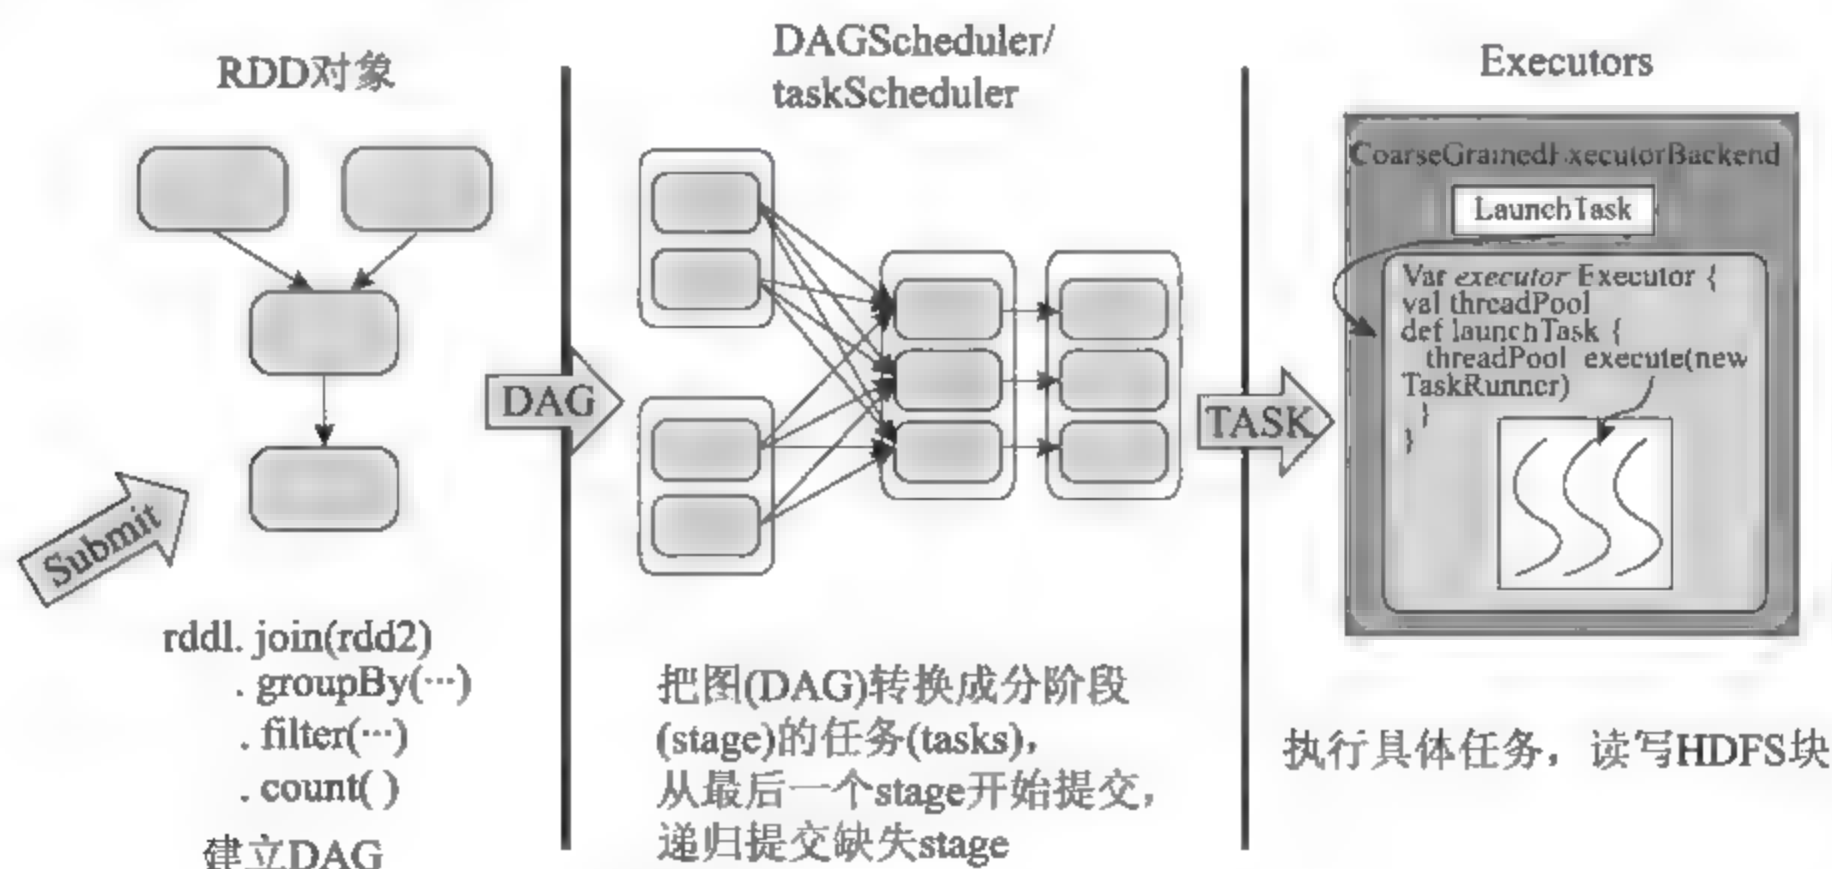 RDD对象
Submit
rddl. join(rdd2)
. groupBy(…)
. filter(…)
. count( )
建立DAG
DAG
DAGScheduler/
taskScheduler
把图(DAG)转换成分阶段
(stage)的任务(tasks),
从最后一个stage开始提交,
递归提交缺失stage
TASK
Executors
CoarseGrainedExecutorBackend
LaunchTask
Var executor Executor {
val threadPool
def launchTask {
threadPool execute(new
TaskRunner)
}
}
执行具体任务，读写HDFS块